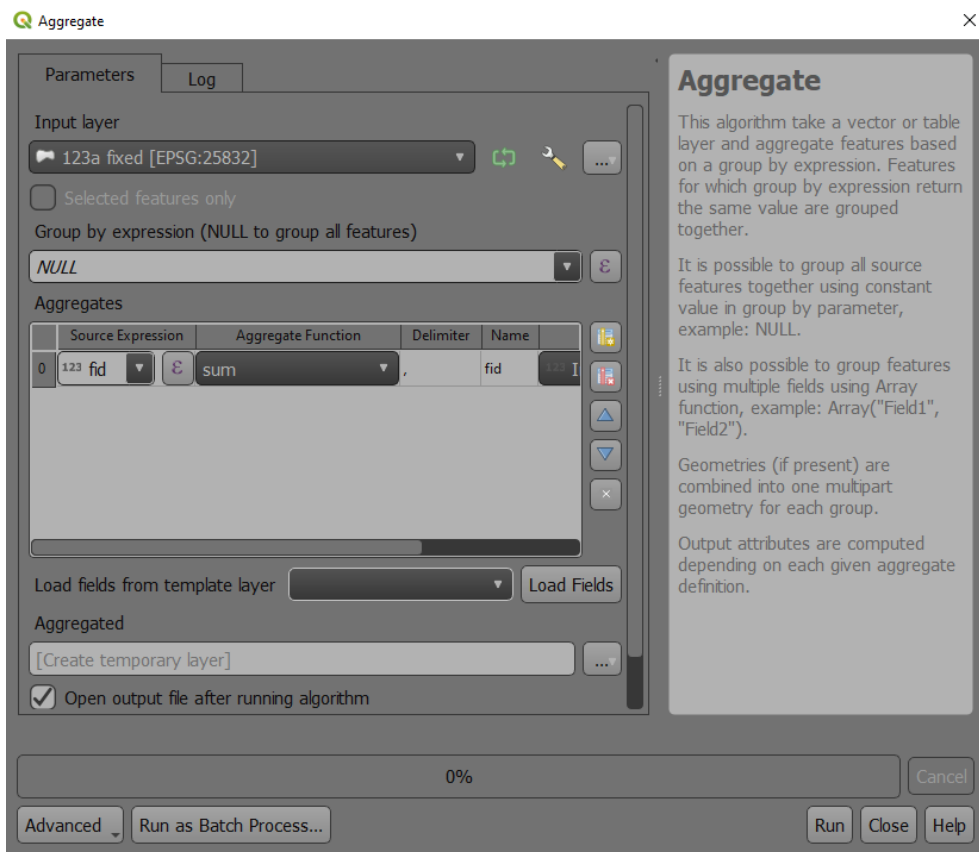 Aggregate
Parameters
Log
Input layer
123a fixed [EPSG:25832]
...
Selected features only
Group by expression (NULL to group all features)
NULL
ε
Aggregates
Source Expression Aggregate Function Delimiter Name
0 123 fid ε sum , fid 123 I
Load fields from template layer Load Fields
Aggregated
[Create temporary layer] ...
Open output file after running algorithm
Aggregate
This algorithm take a vector or table
layer and aggregate features based
on a group by expression. Features
for which group by expression return
the same value are grouped
together.
It is possible to group all source
features together using constant
value in group by parameter,
example: NULL.
It is also possible to group features
using multiple fields using Array
function, example: Array("Field1",
"Field2").
Geometries (if present) are
combined into one multipart
geometry for each group.
Output attributes are computed
depending on each given aggregate
definition.
0%
Cancel
Advanced Run as Batch Process... Run Close Help